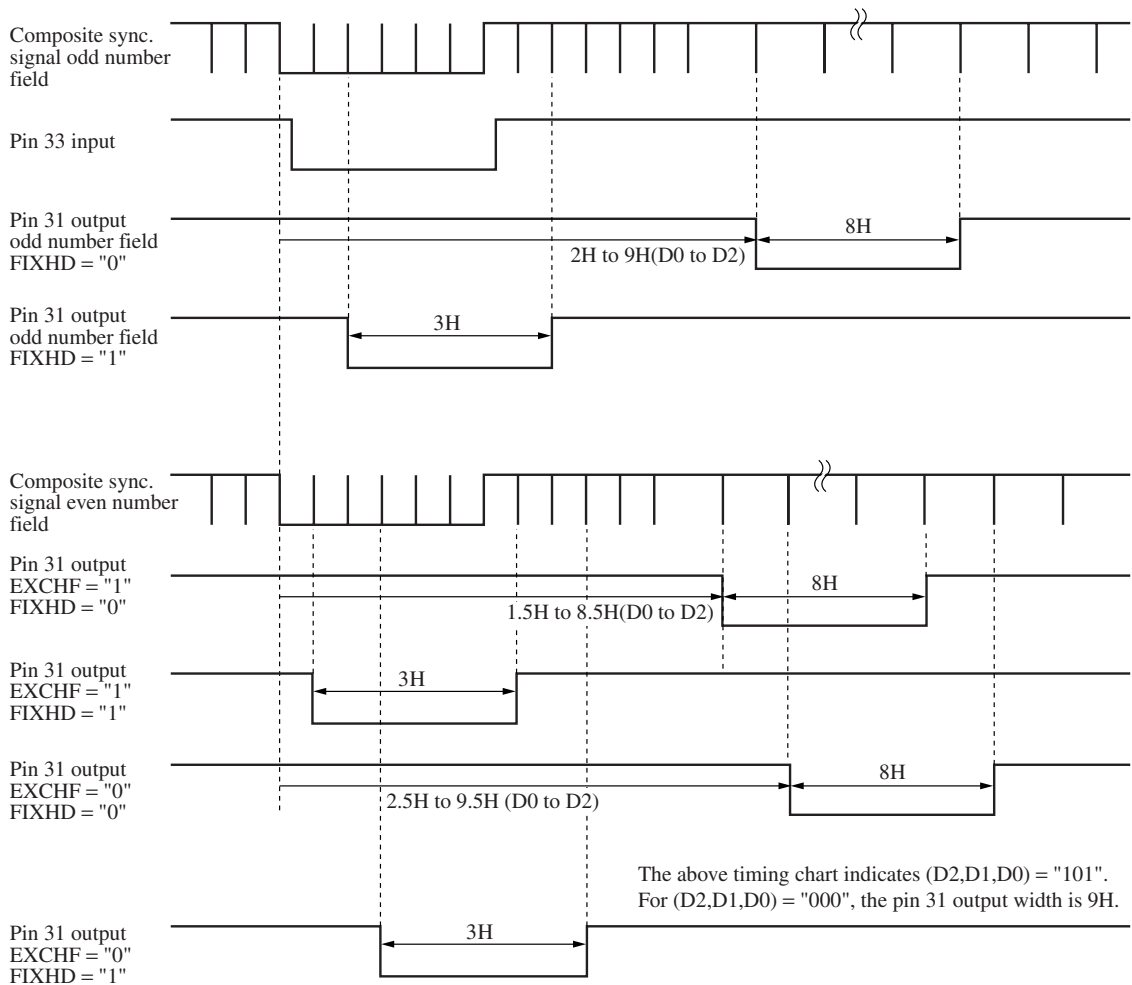 Composite sync.
signal odd number
field
Pin 33 input
Pin 31 output
odd number field
FIXHD = "0"
8H
2H to 9H(D0 to D2)
Pin 31 output
odd number field
FIXHD = "1"
3H
Composite sync.
signal even number
field
Pin 31 output
EXCHF = "1"
FIXHD = "0"
8H
1.5H to 8.5H(D0 to D2)
Pin 31 output
EXCHF = "1"
FIXHD = "1"
3H
Pin 31 output
EXCHF = "0"
FIXHD = "0"
8H
2.5H to 9.5H (D0 to D2)
The above timing chart indicates (D2,D1,D0) = "101".
For (D2,D1,D0) = "000", the pin 31 output width is 9H.
Pin 31 output
EXCHF = "0"
FIXHD = "1"
3H